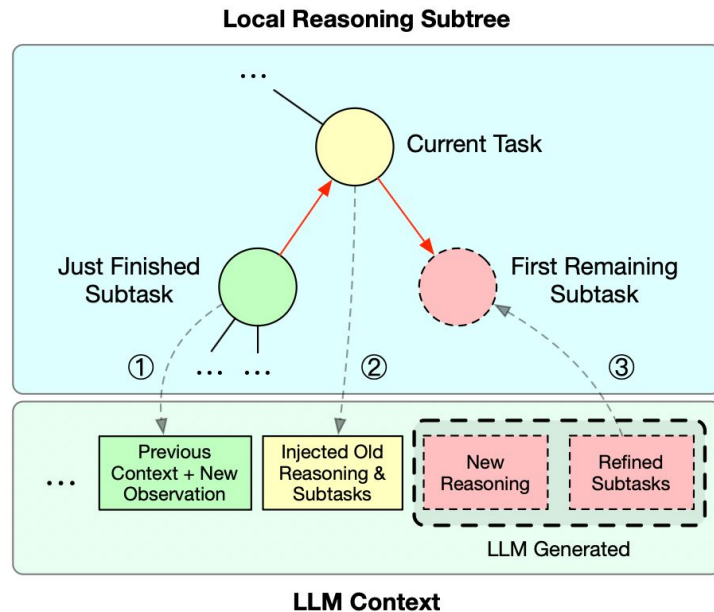 Local Reasoning Subtree
...
Current Task
Just Finished
Subtask
First Remaining
Subtask
①
... ...
②
③
...
Previous
Context + New
Observation
Injected Old
Reasoning &
Subtasks
New
Reasoning
Refined
Subtasks
LLM Generated
LLM Context